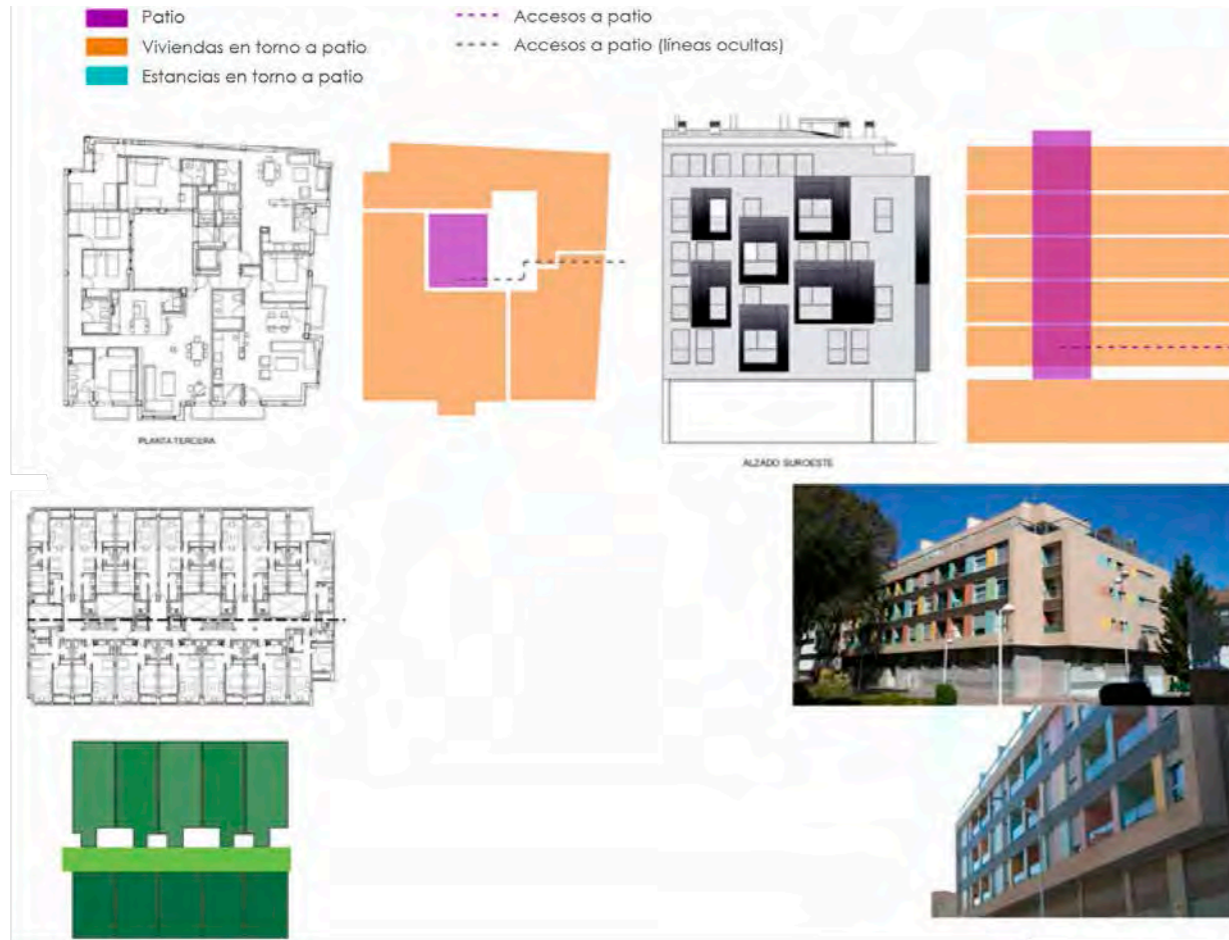 Patio
Viviendas en torno a patio
Estancias en torno a patio
Accesos a patio
Accesos a patio (líneas ocultas)
PLANTA TERCERA
ALZADO SUROESTE